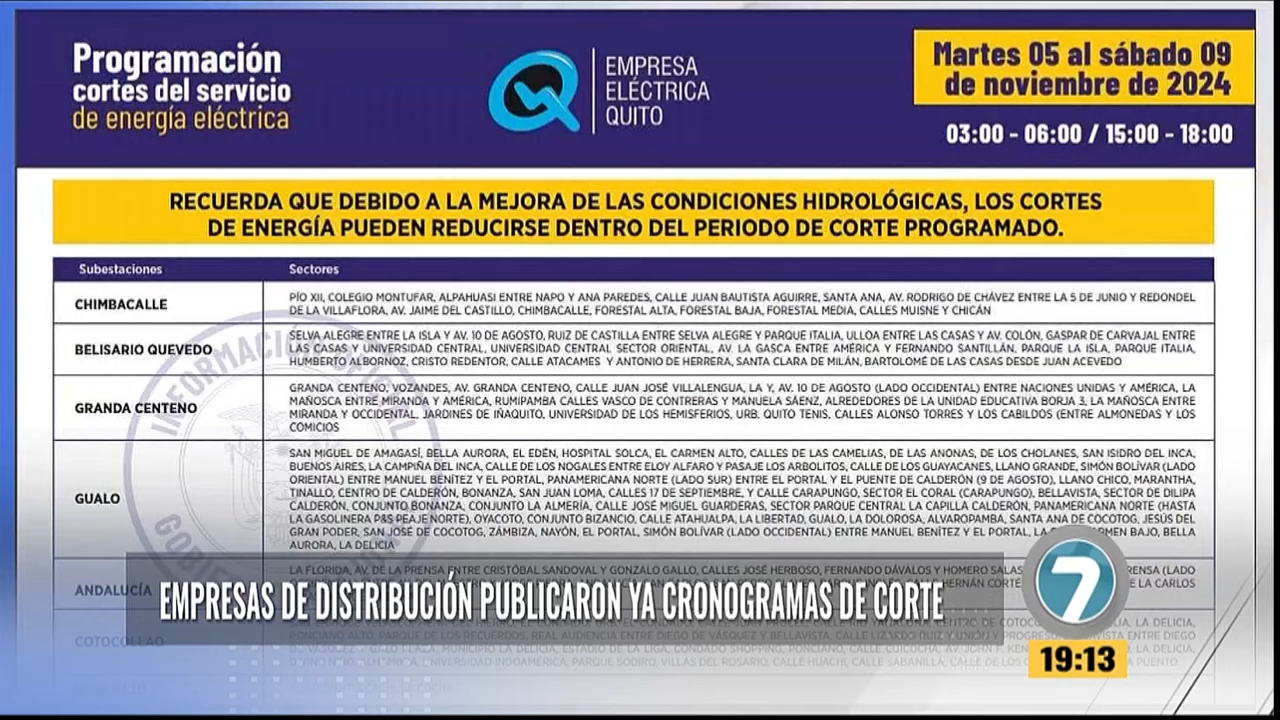 Programación
cortes del servicio
de energía eléctrica
EMPRESA
ELÉCTRICA
QUITO
Martes 05 al sábado 09
de noviembre de 2024
03:00 - 06:00 / 15:00 - 18:00
RECUERDA QUE DEBIDO A LA MEJORA DE LAS CONDICIONES HIDROLÓGICAS, LOS CORTES
DE ENERGÍA PUEDEN REDUCIRSE DENTRO DEL PERIODO DE CORTE PROGRAMADO.
Subestaciones
Sectores
CHIMBACALLE
PÍO XII, COLEGIO MONTUFAR, ALPAHUASI ENTRE NAPO Y ANA PAREDES, CALLE JUAN BAUTISTA AGUIRRE, SANTA ANA, AV. RODRIGO DE CHÁVEZ ENTRE LA 5 DE JUNIO Y REDONDEL
DE LA VILLAFLORA, AV. JAIME DEL CASTILLO, CHIMBACALLE, FORESTAL ALTA, FORESTAL BAJA, FORESTAL MEDIA, CALLES MUISNE Y CHICÁN
BELISARIO QUEVEDO
SELVA ALEGRE ENTRE LA ISLA Y AV. 10 DE AGOSTO, RUIZ DE CASTILLA ENTRE SELVA ALEGRE Y PARQUE ITALIA, ULLOA ENTRE LAS CASAS Y AV. COLÓN, GASPAR DE CARVAJAL ENTRE
LAS CASAS Y UNIVERSIDAD CENTRAL, UNIVERSIDAD CENTRAL SECTOR ORIENTAL, AV. LA GASCA ENTRE AMÉRICA Y FERNANDO SANTILLÁN, PARQUE LA ISLA, PARQUE ITALIA,
HUMBERTO ALBORNOZ, CRISTO REDENTOR, CALLE ATACAMES Y ANTONIO DE HERRERA, SANTA CLARA DE MILÁN, BARTOLOMÉ DE LAS CASAS DESDE JUAN ACEVEDO
GRANDA CENTENO
GRANDA CENTENO, VOZANDES, AV. GRANDA CENTENO, CALLE JUAN JOSÉ VILLALENGUA, LA Y, AV. 10 DE AGOSTO (LADO OCCIDENTAL) ENTRE NACIONES UNIDAS Y AMÉRICA, LA
MAÑOSCA ENTRE MIRANDA Y AMÉRICA, RUMIPAMBA CALLES VASCO DE CONTRERAS Y MANUELA SÁENZ, ALREDEDORES DE LA UNIDAD EDUCATIVA BORJA 3, LA MAÑOSCA ENTRE
MIRANDA Y OCCIDENTAL, JARDINES DE IÑAQUITO, UNIVERSIDAD DE LOS HEMISFERIOS, URB. QUITO TENIS, CALLES ALONSO TORRES Y LOS CABILDOS (ENTRE ALMONEDAS Y LOS
COMICIOS
GUALO
SAN MIGUEL DE AMAGASÍ, BELLA AURORA, EL EDÉN, HOSPITAL SOLCA, EL CARMEN ALTO, CALLES DE LAS CAMELIAS, DE LAS ANONAS, DE LOS CHOLANES, SAN ISIDRO DEL INCA,
BUENOS AIRES, LA CAMPIÑA DEL INCA, CALLE DE LOS NOGALES ENTRE ELOY ALFARO Y PASAJE LOS ARBOLITOS, CALLE DE LOS GUAYACANES, LLANO GRANDE, SIMÓN BOLÍVAR (LADO
ORIENTAL) ENTRE MANUEL BENÍTEZ Y EL PORTAL, PANAMERICANA NORTE (LADO SUR) ENTRE EL PORTAL Y EL PUENTE DE CALDERÓN (9 DE AGOSTO), LLANO CHICO, MARANTHA,
TINALLO, CENTRO DE CALDERÓN, BONANZA, SAN JUAN LOMA, CALLES 17 DE SEPTIEMBRE, Y CALLE CARAPUNGO, SECTOR EL CORAL (CARAPUNGO), BELLAVISTA, SECTOR DE DILIPA
CALDERÓN, CONJUNTO BONANZA, CONJUNTO LA ALMERÍA, CALLE JOSÉ MIGUEL GUARDERAS, SECTOR PARQUE CENTRAL LA CAPILLA CALDERÓN, PANAMERICANA NORTE (HASTA
LA GASOLINERA P&S PEAJE NORTE), OYACOTO, CONJUNTO BIZANCIO, CALLE ATAHUALPA, LA LIBERTAD, GUALO, LA DOLOROSA, ALVAROPAMBA, SANTA ANA DE COCOTOG, JESÚS DEL
GRAN PODER, SAN JOSÉ DE COCOTOG, ZÁMBIZA, NAYÓN, EL PORTAL, SIMÓN BOLÍVAR (LADO OCCIDENTAL) ENTRE MANUEL BENÍTEZ Y EL PORTAL, BAJO, BELLA
AURORA, LA DELICIA
INFORMACIÓN OFICIAL
ANDALUCÍA
LA FLORIDA, AV. DE LA PRENSA ENTRE CRISTÓBAL SANDOVAL Y GONZALO GALLO, CALLES JOSÉ HERBOSO, FERNANDO DÁVALOS Y HOMERO SALAS (LADO
EMPRESAS DE DISTRIBUCIÓN PUBLICARON YA CRONOGRAMAS DE CORTE
COTOCOLLAO
PONCIANO ALTO, PARQUE DE LOS RECUERDOS, REAL AUDIENCIA ENTRE DIEGO DE VÁSQUEZ Y BELLAVISTA, ENTRE DIEGO
7
19:13